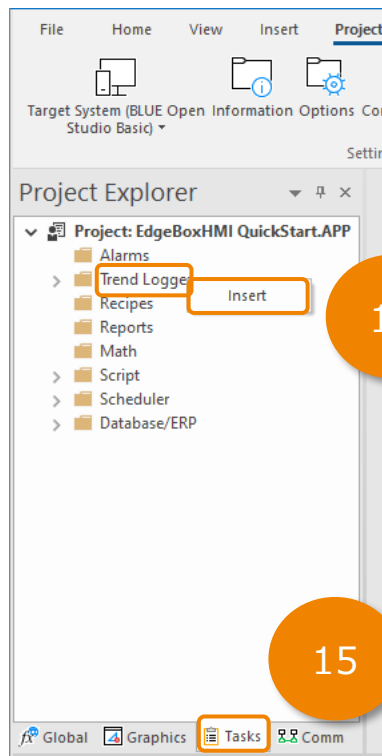 File Home View Insert Project
Target System (BLUE Open Information Options
Studio Basic)
Project Explorer
Project: EdgeBoxHMI QuickStart.APP
Alarms
Trend Logge
Insert
Recipes
Reports
Math
Script
Scheduler
Database/ERP
15
Global Graphics Tasks Comm